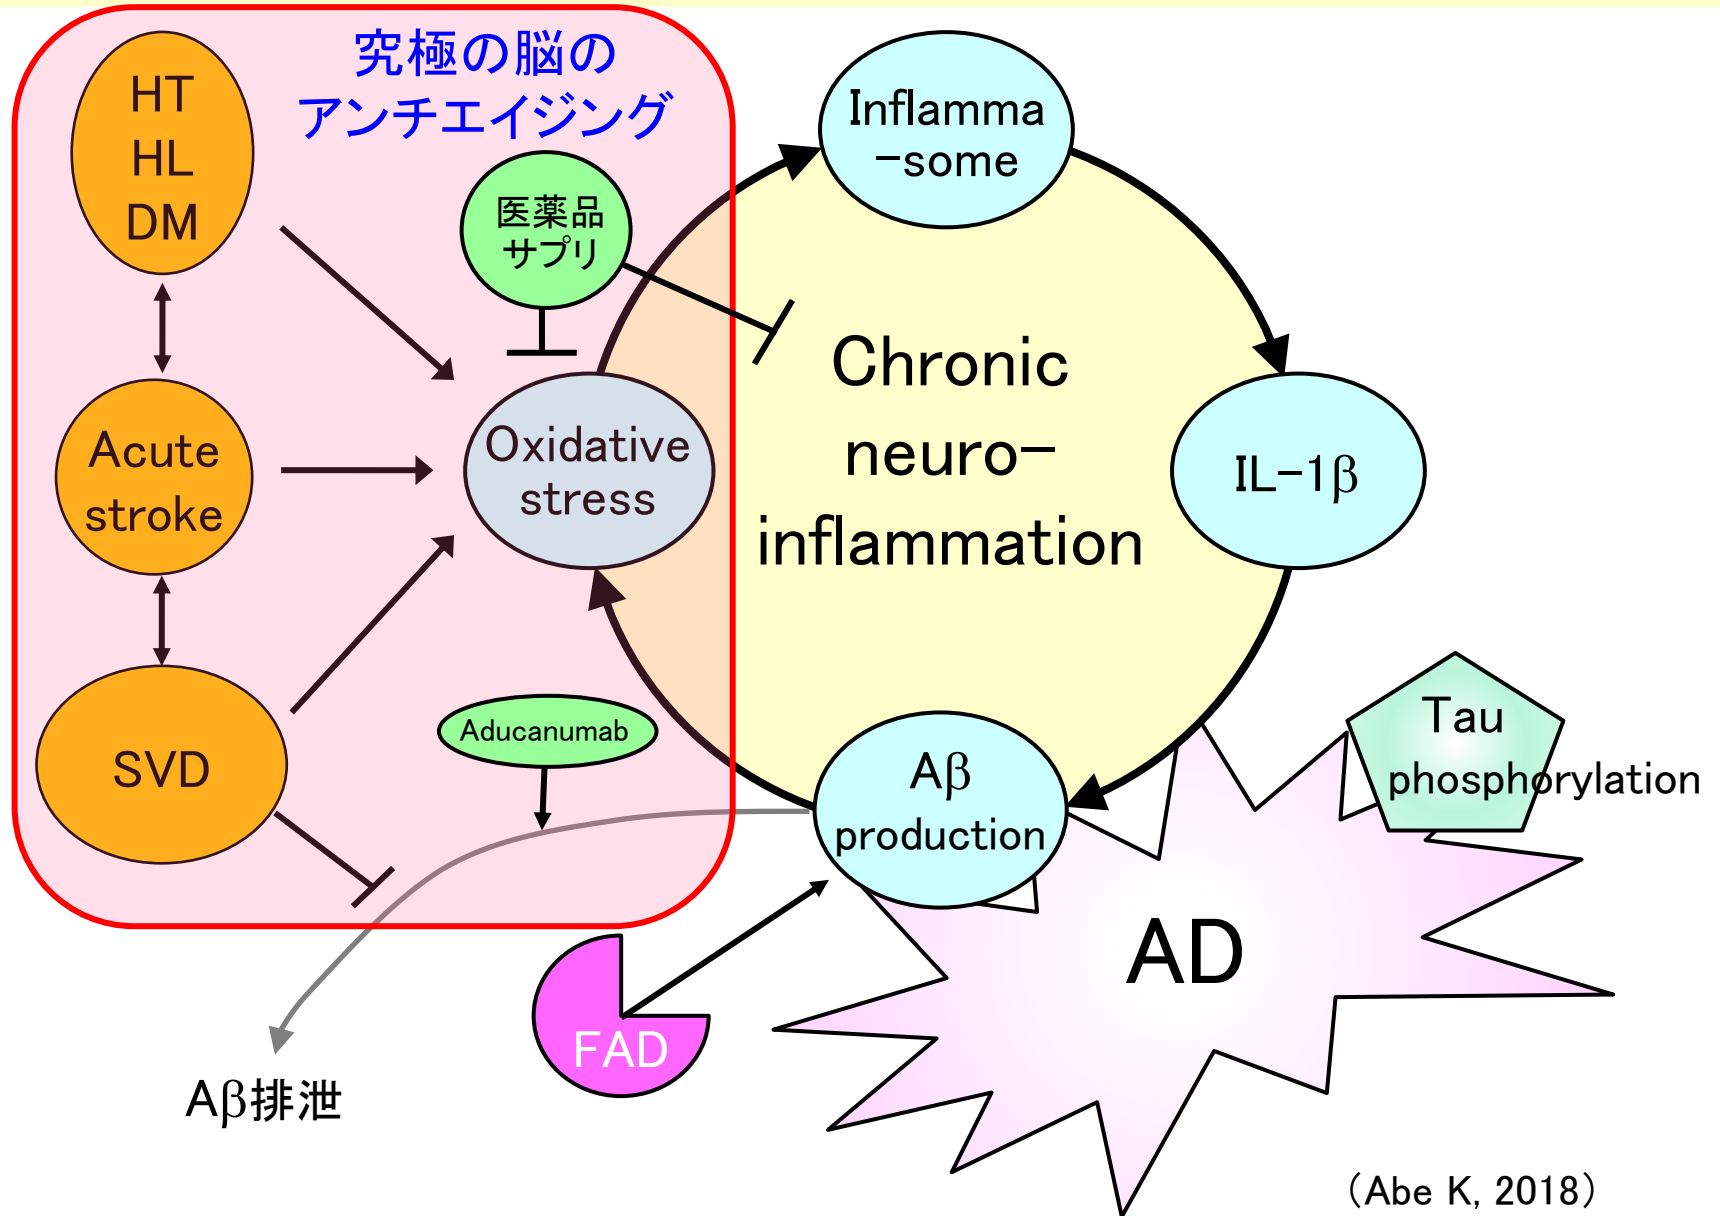 究極の脳の
アンチエイジング
HT
HL
DM
医薬品
サプリ
Inflamma
-some
Chronic
neuro-
inflammation
Acute
stroke
Oxidative
stress
IL-1β
SVD
Aducanumab
Aβ
production
Tau
phosphorylation
AD
FAD
Aβ排泄
(Abe K, 2018)